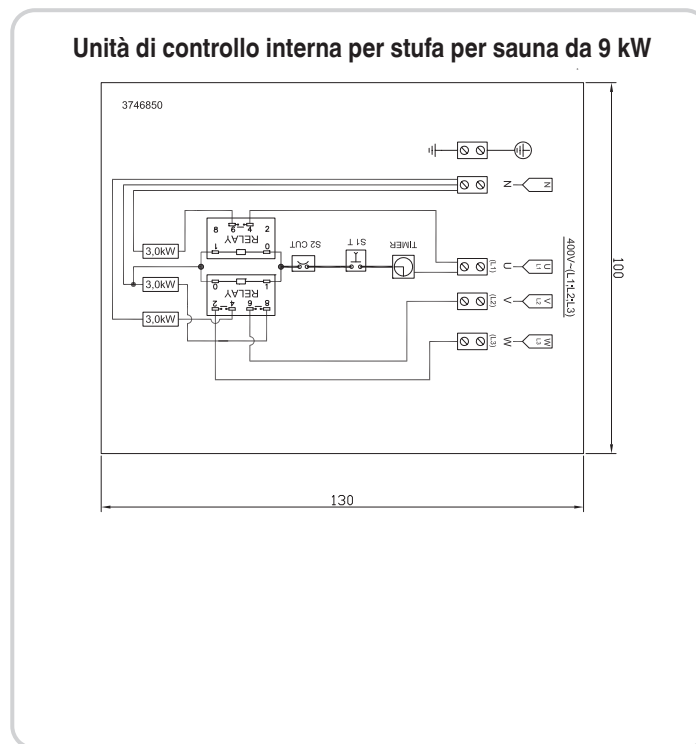 Unità di controllo interna per stufa per sauna da 9 kW
3746850
N N
8 6 4 2
RELAY
1 0
3,0kW
S2 CUT
S1 T
TIMER
(L1) U U L1
400V~(L1;L2;L3)
100
3,0kW
0 1
RELAY
2 4 6 8
(L2) V V L2
3,0kW
(L3) W W L3
130